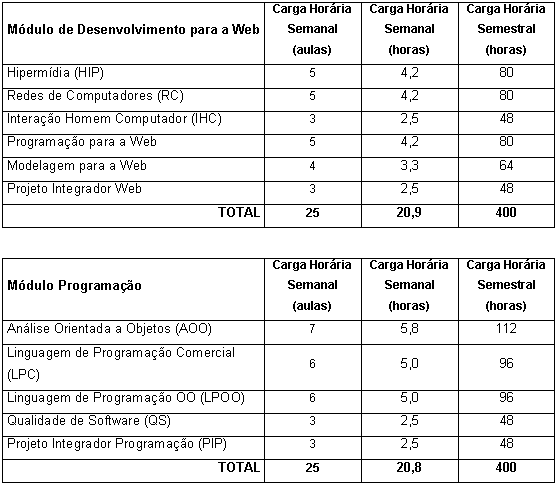 Módulo de Desenvolvimento para a Web Carga Horária Semanal (aulas) Carga Horária Semanal (horas) Carga Horária Semestral (horas)
Hipermídia (HIP) 5 4,2 80
Redes de Computadores (RC) 5 4,2 80
Interação Homem Computador (IHC) 3 2,5 48
Programação para a Web 5 4,2 80
Modelagem para a Web 4 3,3 64
Projeto Integrador Web 3 2,5 48
TOTAL 25 20,9 400
Módulo Programação Carga Horária Semanal (aulas) Carga Horária Semanal (horas) Carga Horária Semestral (horas)
Análise Orientada a Objetos (AOO) 7 5,8 112
Linguagem de Programação Comercial (LPC) 6 5,0 96
Linguagem de Programação OO (LPOO) 6 5,0 96
Qualidade de Software (QS) 3 2,5 48
Projeto Integrador Programação (PIP) 3 2,5 48
TOTAL 25 20,8 400